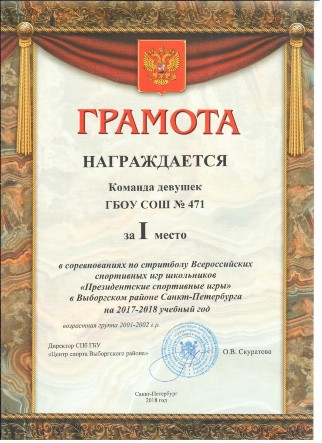 ГРАМОТА
НАГРАЖДАЕТСЯ
Команда девушек
ГБОУ СОШ № 471
за I место
в соревнованиях по стритболу Всероссийских
спортивных игр школьников
«Президентские спортивные игры»
в Выборгском районе Санкт-Петербурга
на 2017-2018 учебный год
возрастная группа 2001-2002 г.р.
Директор СПб ГБУ
«Центр спорта Выборгского района»
О.В. Скуратова
Санкт-Петербург
2018 год